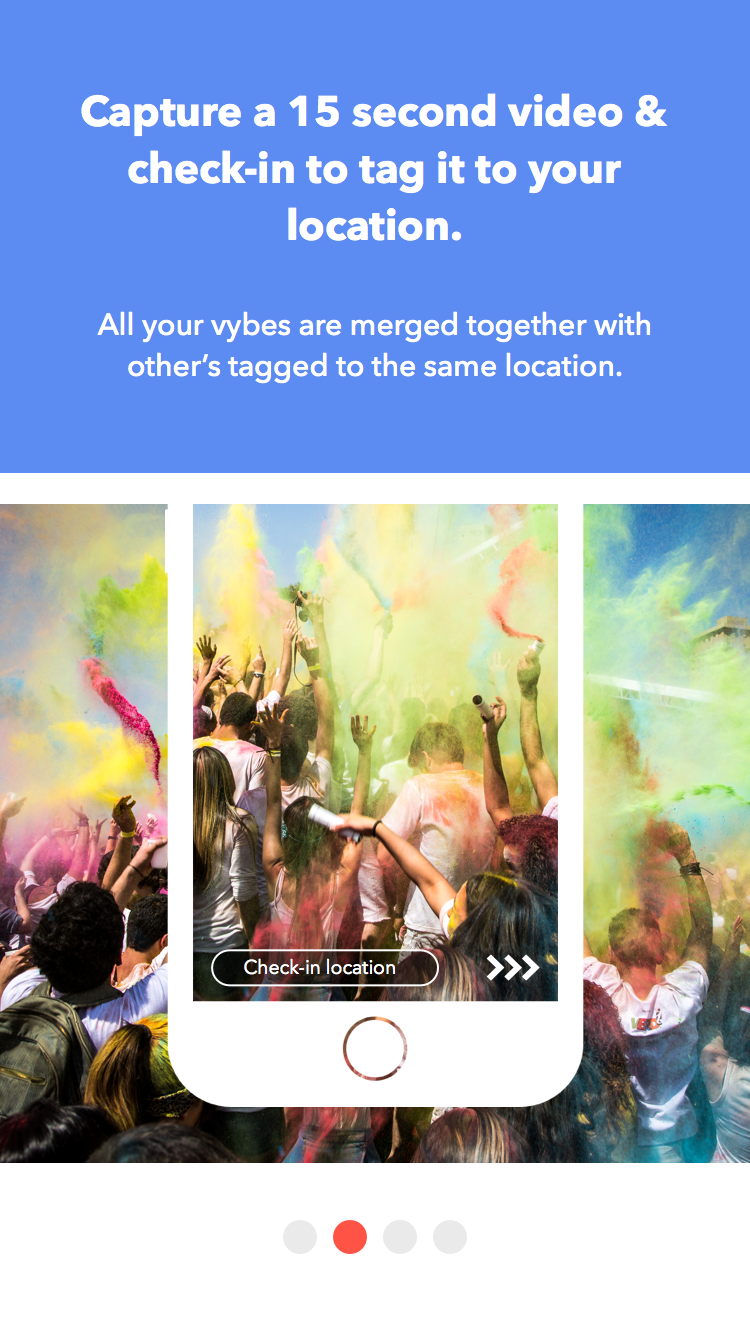 Capture a 15 second video &
check-in to tag it to your
location.
All your vybes are merged together with
other’s tagged to the same location.
Check-in location